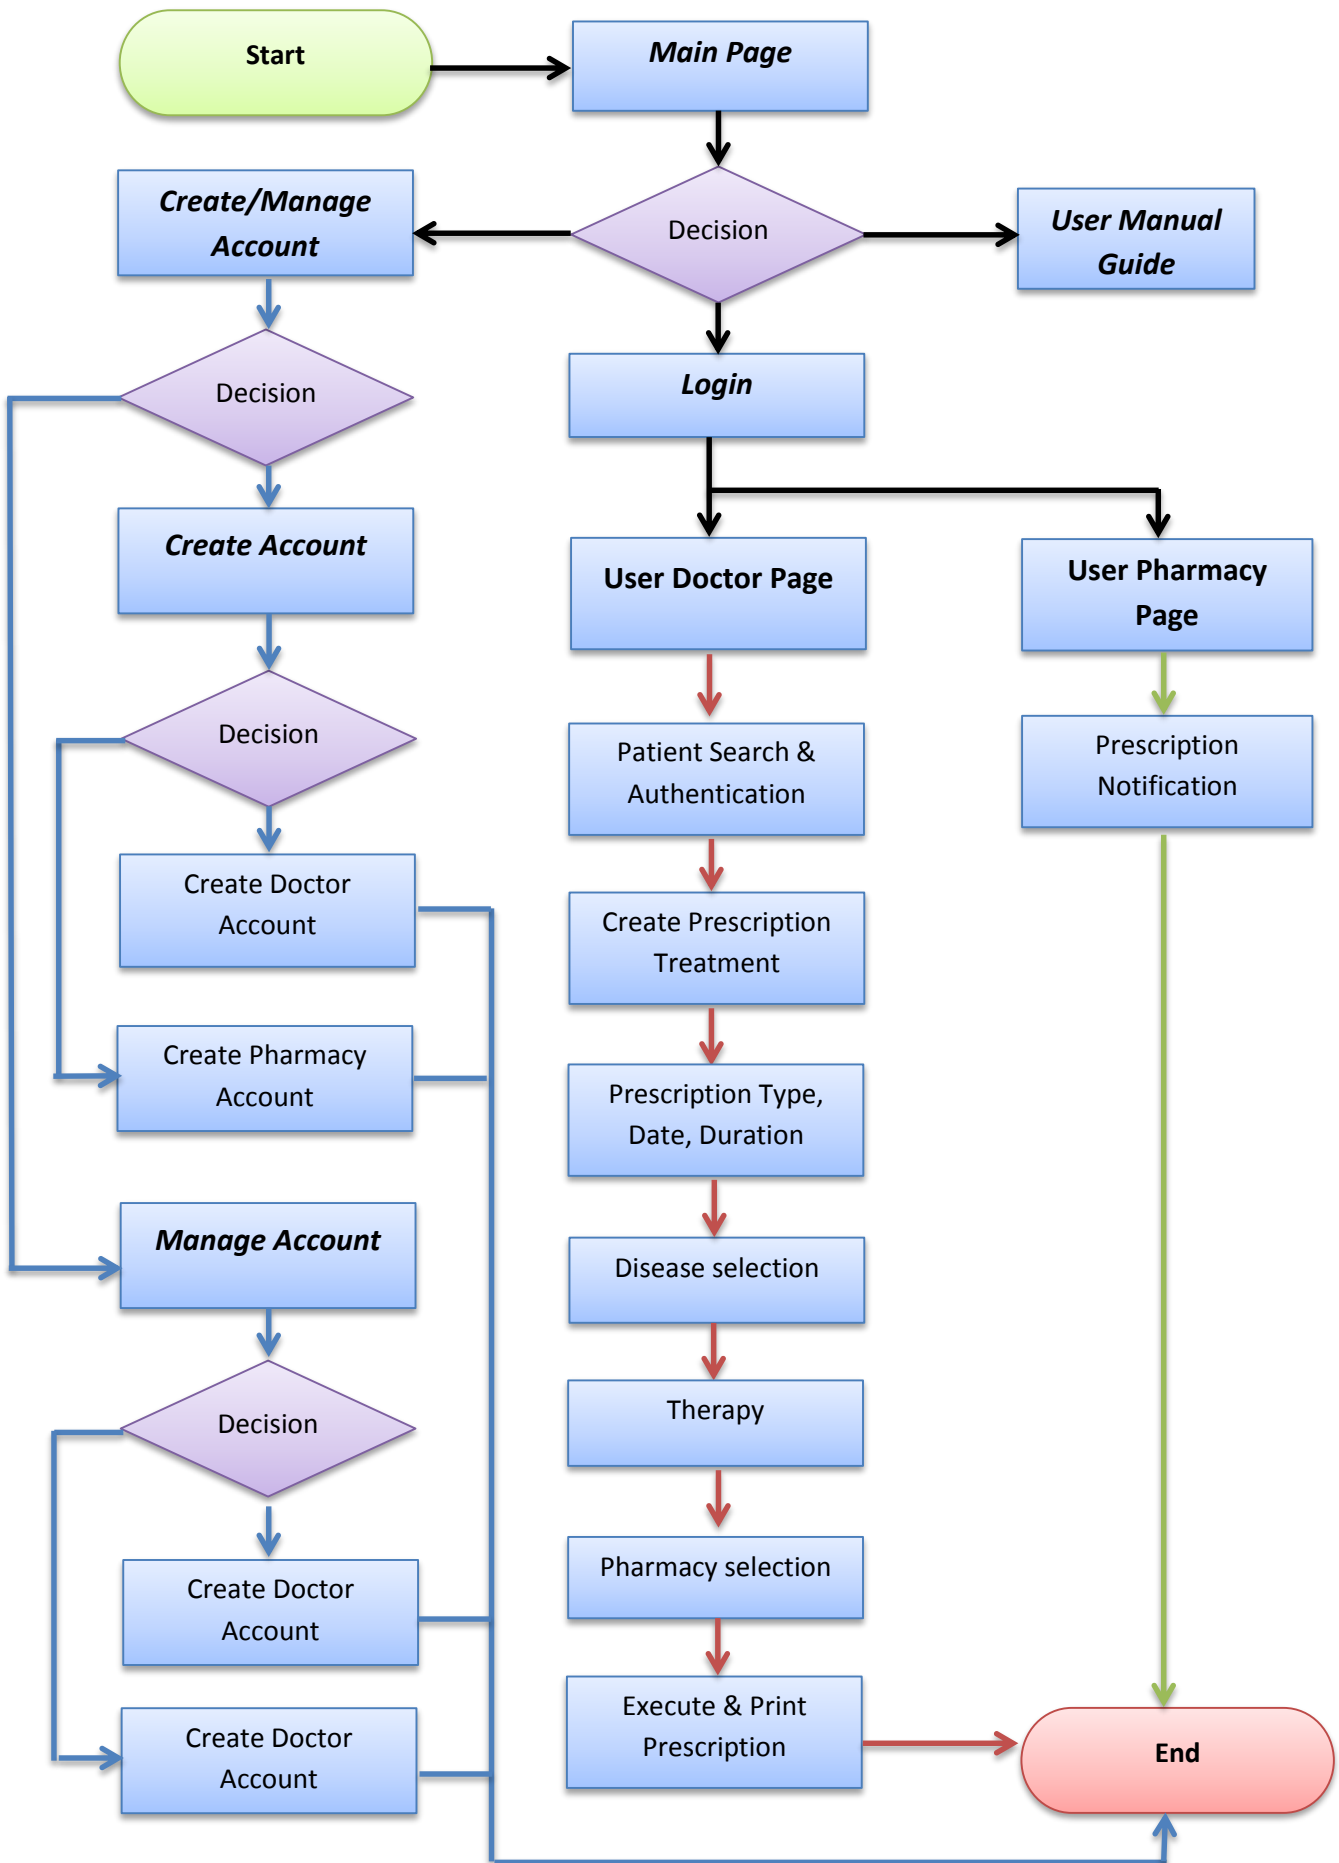 Start
Main Page
Create/Manage
Account
Decision
User Manual
Guide
Decision
Login
Create Account
User Doctor Page
User Pharmacy
Page
Decision
Patient Search &
Authentication
Prescription
Notification
Create Doctor
Account
Create Prescription
Treatment
Create Pharmacy
Account
Prescription Type,
Date, Duration
Manage Account
Disease selection
Decision
Therapy
Create Doctor
Account
Pharmacy selection
Create Doctor
Account
Execute & Print
Prescription
End